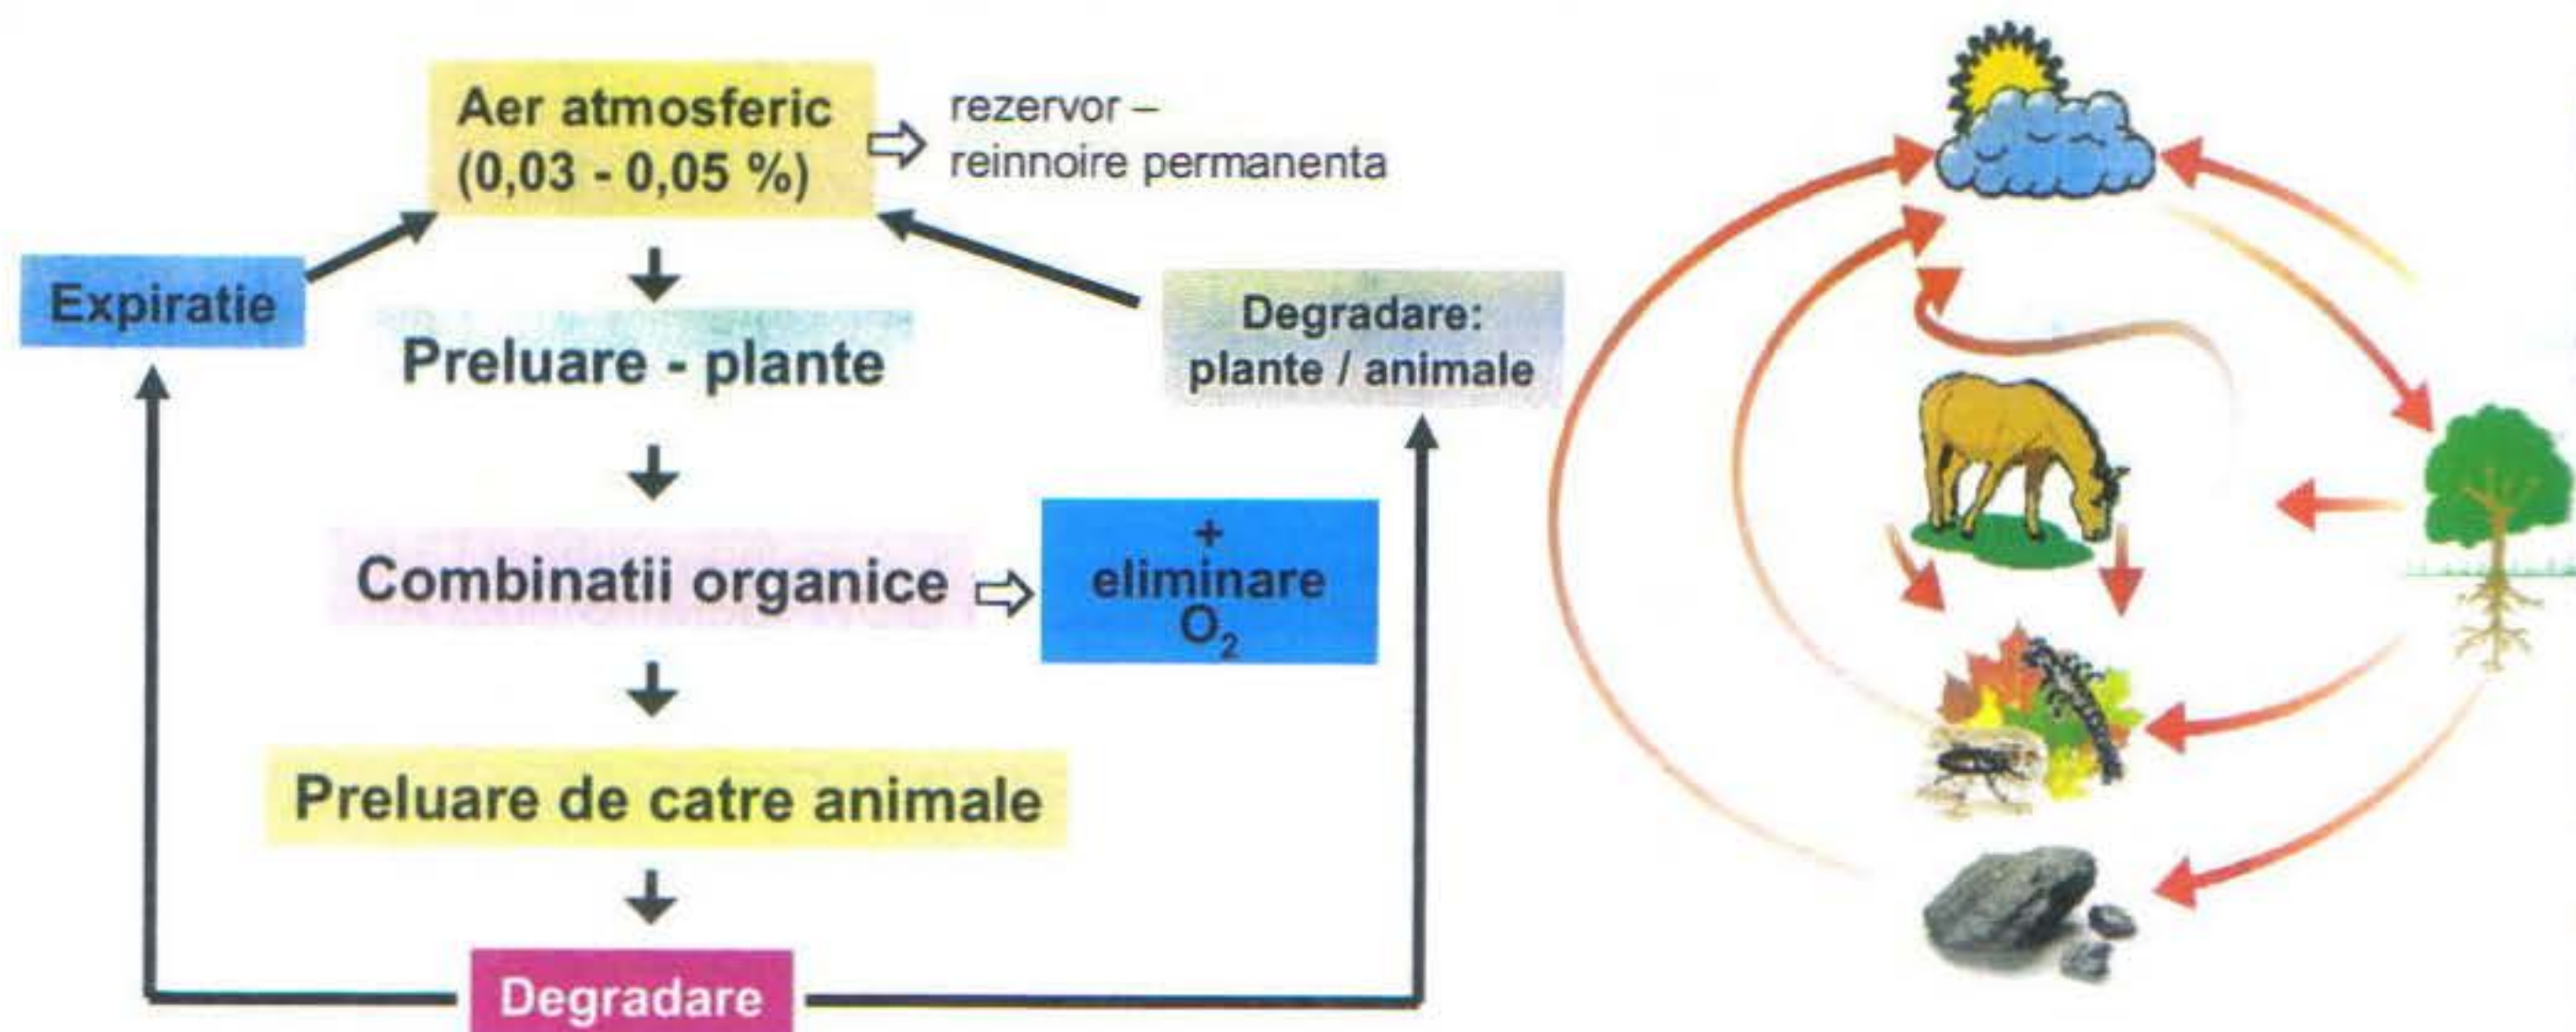 Aer atmosferic
(0,03 - 0,05 %)
rezervor –
reinnoire permanenta
Expiratie
Preluare - plante
Degradare:
plante / animale
Combinatii organice
+
eliminare
O₂
Preluare de catre animale
Degradare